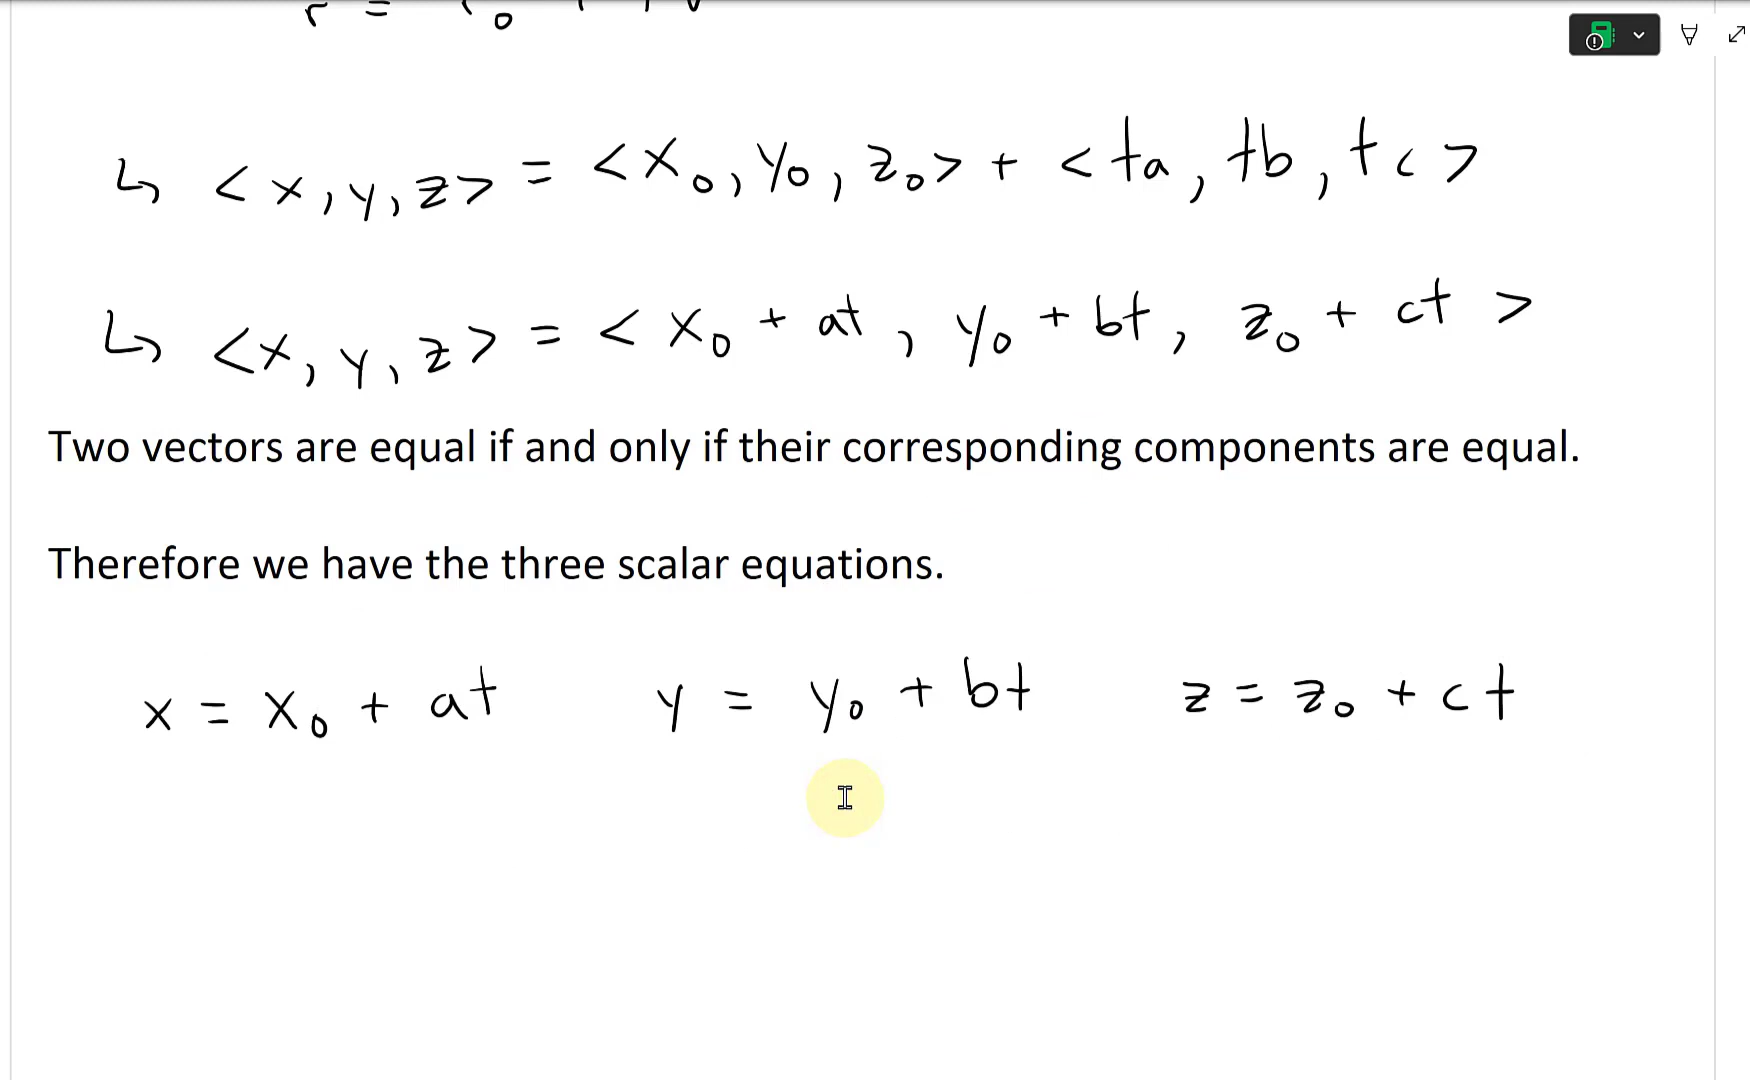 r = r₀ + tv
↳ <x, y, z> = <x₀, y₀, z₀> + <ta, tb, tc>
↳ <x, y, z> = <x₀ + at, y₀ + bt, z₀ + ct>
Two vectors are equal if and only if their corresponding components are equal.
Therefore we have the three scalar equations.
x = x₀ + at y = y₀ + bt z = z₀ + ct